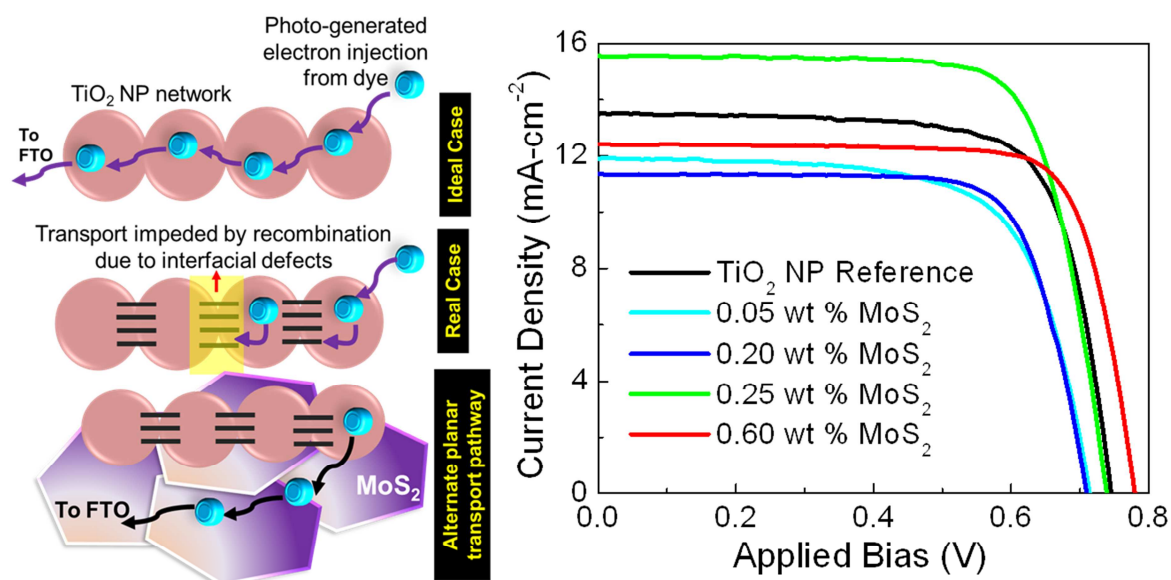 Photo-generated
electron injection
from dye
TiO₂ NP network
To
FTO
Ideal Case
Transport impeded by recombination
due to interfacial defects
Real Case
MoS₂
To FTO
Alternate planar
transport pathway
Current Density (mA-cm⁻²)
16
12
8
4
0
TiO₂ NP Reference
0.05 wt % MoS₂
0.20 wt % MoS₂
0.25 wt % MoS₂
0.60 wt % MoS₂
0.0 0.2 0.4 0.6 0.8
Applied Bias (V)